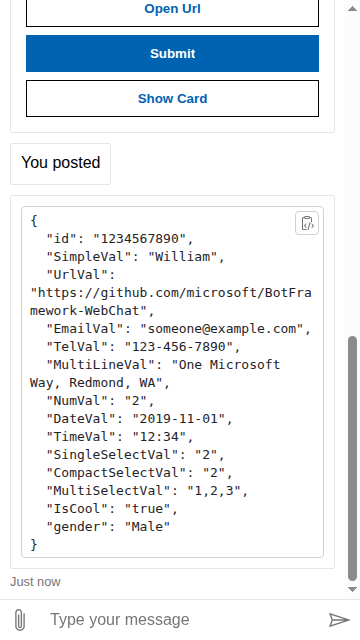 Open Url
Submit
Show Card
You posted
{
  "id": "1234567890",
  "SimpleVal": "William",
  "UrlVal":
"https://github.com/microsoft/BotFra
mework-WebChat",
  "EmailVal": "someone@example.com",
  "TelVal": "123-456-7890",
  "MultiLineVal": "One Microsoft
Way, Redmond, WA",
  "NumVal": "2",
  "DateVal": "2019-11-01",
  "TimeVal": "12:34",
  "SingleSelectVal": "2",
  "CompactSelectVal": "2",
  "MultiSelectVal": "1,2,3",
  "IsCool": "true",
  "gender": "Male"
}
Just now
Type your message